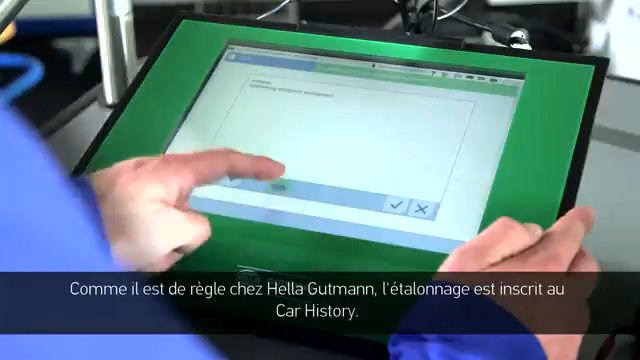 Comme il est de règle chez Hella Gutmann, l'étalonnage est inscrit au
Car History.